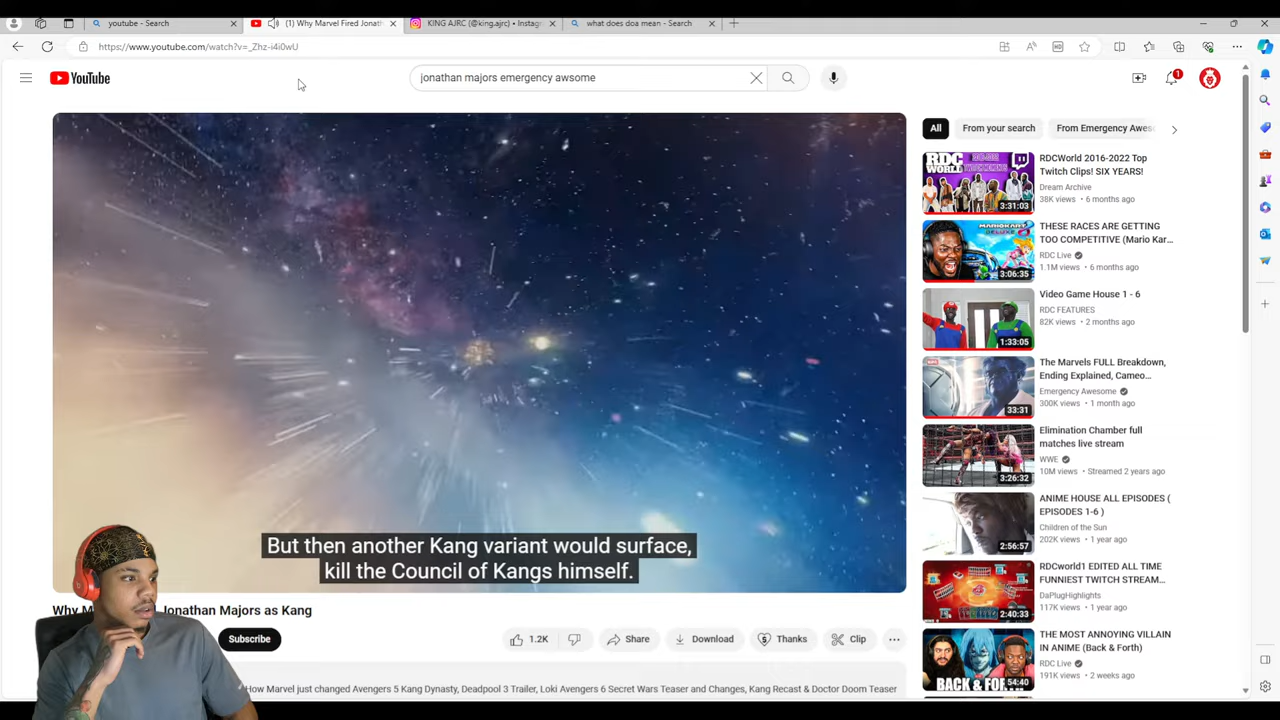 youtube - Search
(1) Why Marvel Fired Jonath
KING AJRC (@king.ajrc) • Instag
what does doa mean - Search
https://www.youtube.com/watch?v=_Zhz-i4i0wU
YouTube
jonathan majors emergency awsome
1
All
From your search
From Emergency Aweso
RDCWorld 2016-2022 Top
Twitch Clips! SIX YEARS!
Dream Archive
38K views • 6 months ago
RDC
WORLD
3:31:03
THESE RACES ARE GETTING
TOO COMPETITIVE (Mario Kar...
RDC Live
1.1M views • 6 months ago
3:06:35
Video Game House 1 - 6
RDC FEATURES
82K views • 2 months ago
1:33:05
The Marvels FULL Breakdown,
Ending Explained, Cameo...
Emergency Awesome
300K views • 1 month ago
33:31
Elimination Chamber full
matches live stream
WWE
10M views • Streamed 2 years ago
3:26:32
ANIME HOUSE ALL EPISODES (
EPISODES 1-6 )
Children of the Sun
202K views • 1 year ago
2:56:57
RDCworld1 EDITED ALL TIME
FUNNIEST TWITCH STREAM...
DaPlugHighlights
117K views • 1 year ago
2:40:33
THE MOST ANNOYING VILLAIN
IN ANIME (Back & Forth)
RDC Live
191K views • 2 weeks ago
BACK & FO
54:40
But then another Kang variant would surface,
kill the Council of Kangs himself.
Why M Jonathan Majors as Kang
Subscribe
1.2K
Share
Download
Thanks
Clip
How Marvel just changed Avengers 5 Kang Dynasty, Deadpool 3 Trailer, Loki Avengers 6 Secret Wars Teaser and Changes, Kang Recast & Doctor Doom Teaser